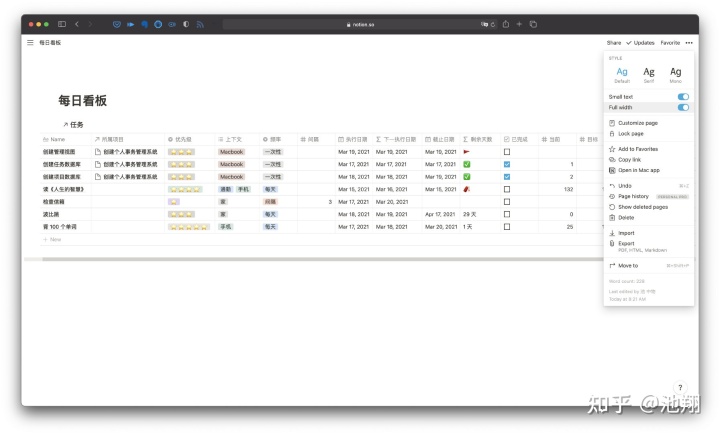 notion.so
每日看板
Share Updates Favorite
每日看板
任务
Name 所属项目 优先级 上下文 频率 间隔 执行日期 下一执行日期 截止日期 剩余天数 已完成 当前 目标
创建管理视图 创建个人事务管理系统 Macbook 一次性 Mar 19, 2021 Mar 19, 2021 Mar 19, 2021
创建任务数据库 创建个人事务管理系统 Macbook 一次性 Mar 17, 2021 Mar 17, 2021 Mar 17, 2021 1
创建项目数据库 创建个人事务管理系统 Macbook 一次性 Mar 18, 2021 Mar 18, 2021 Mar 19, 2021 2
读《人生的智慧》 通勤 手机 每天 Mar 15, 2021 Mar 16, 2021 Mar 15, 2021 132
检查信箱 家 间隔 3 Mar 17, 2021 Mar 20, 2021
波比跳 家 每天 Mar 18, 2021 Mar 19, 2021 Apr 17, 2021 29 天 0
背 100 个单词 手机 每天 Mar 17, 2021 Mar 18, 2021 Mar 20, 2021 1 天 25
+ New
STYLE
Ag Ag Ag
Default Serif Mono
Small text
Full width
Customize page
Lock page
Add to Favorites
Copy link
Open in Mac app
Undo ⌘+Z
Page history
Show deleted pages
Delete
Import
Export
PDF, HTML, Markdown
Move to
Word count:
Last edited by
Today at 9:21 AM
?
知乎 @池翔